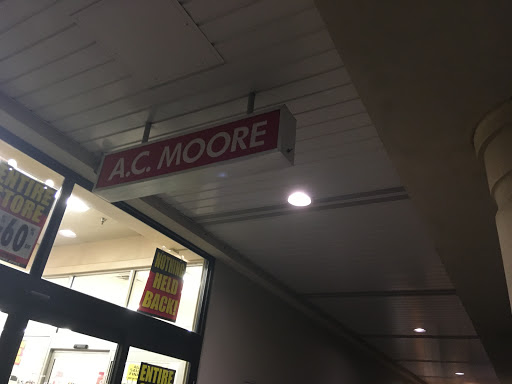 A.C. MOORE
ENTIRE
STORE
60%
NOTHING
HELD
BACK!
ENTIRE